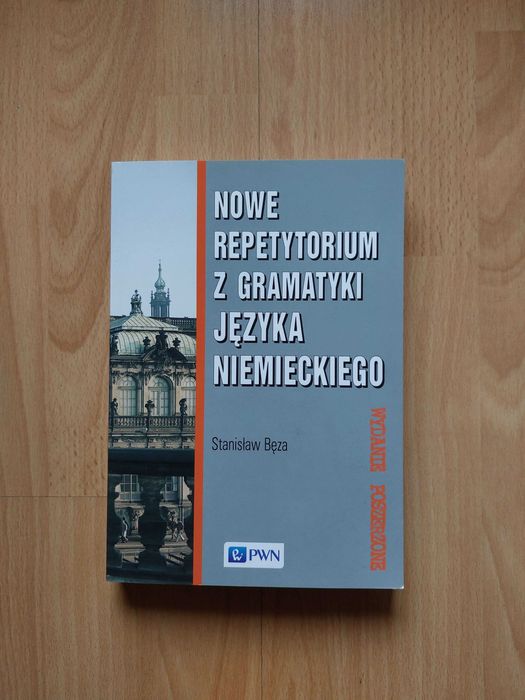 NOWE
REPETYTORIUM
Z GRAMATYKI
JĘZYKA
NIEMIECKIEGO
Stanisław Bęza
WYDANIE POSZERZONE
PWN